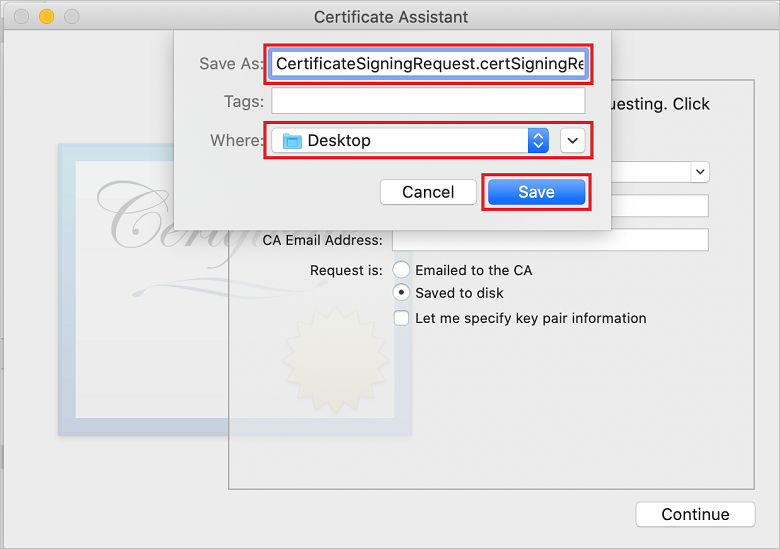 Certificate Assistant
Save As: CertificateSigningRequest.certSigningRe
Tags:
uesting. Click
Where: Desktop
Cancel Save
CA Email Address:
Request is: Emailed to the CA
Saved to disk
Let me specify key pair information
Continue